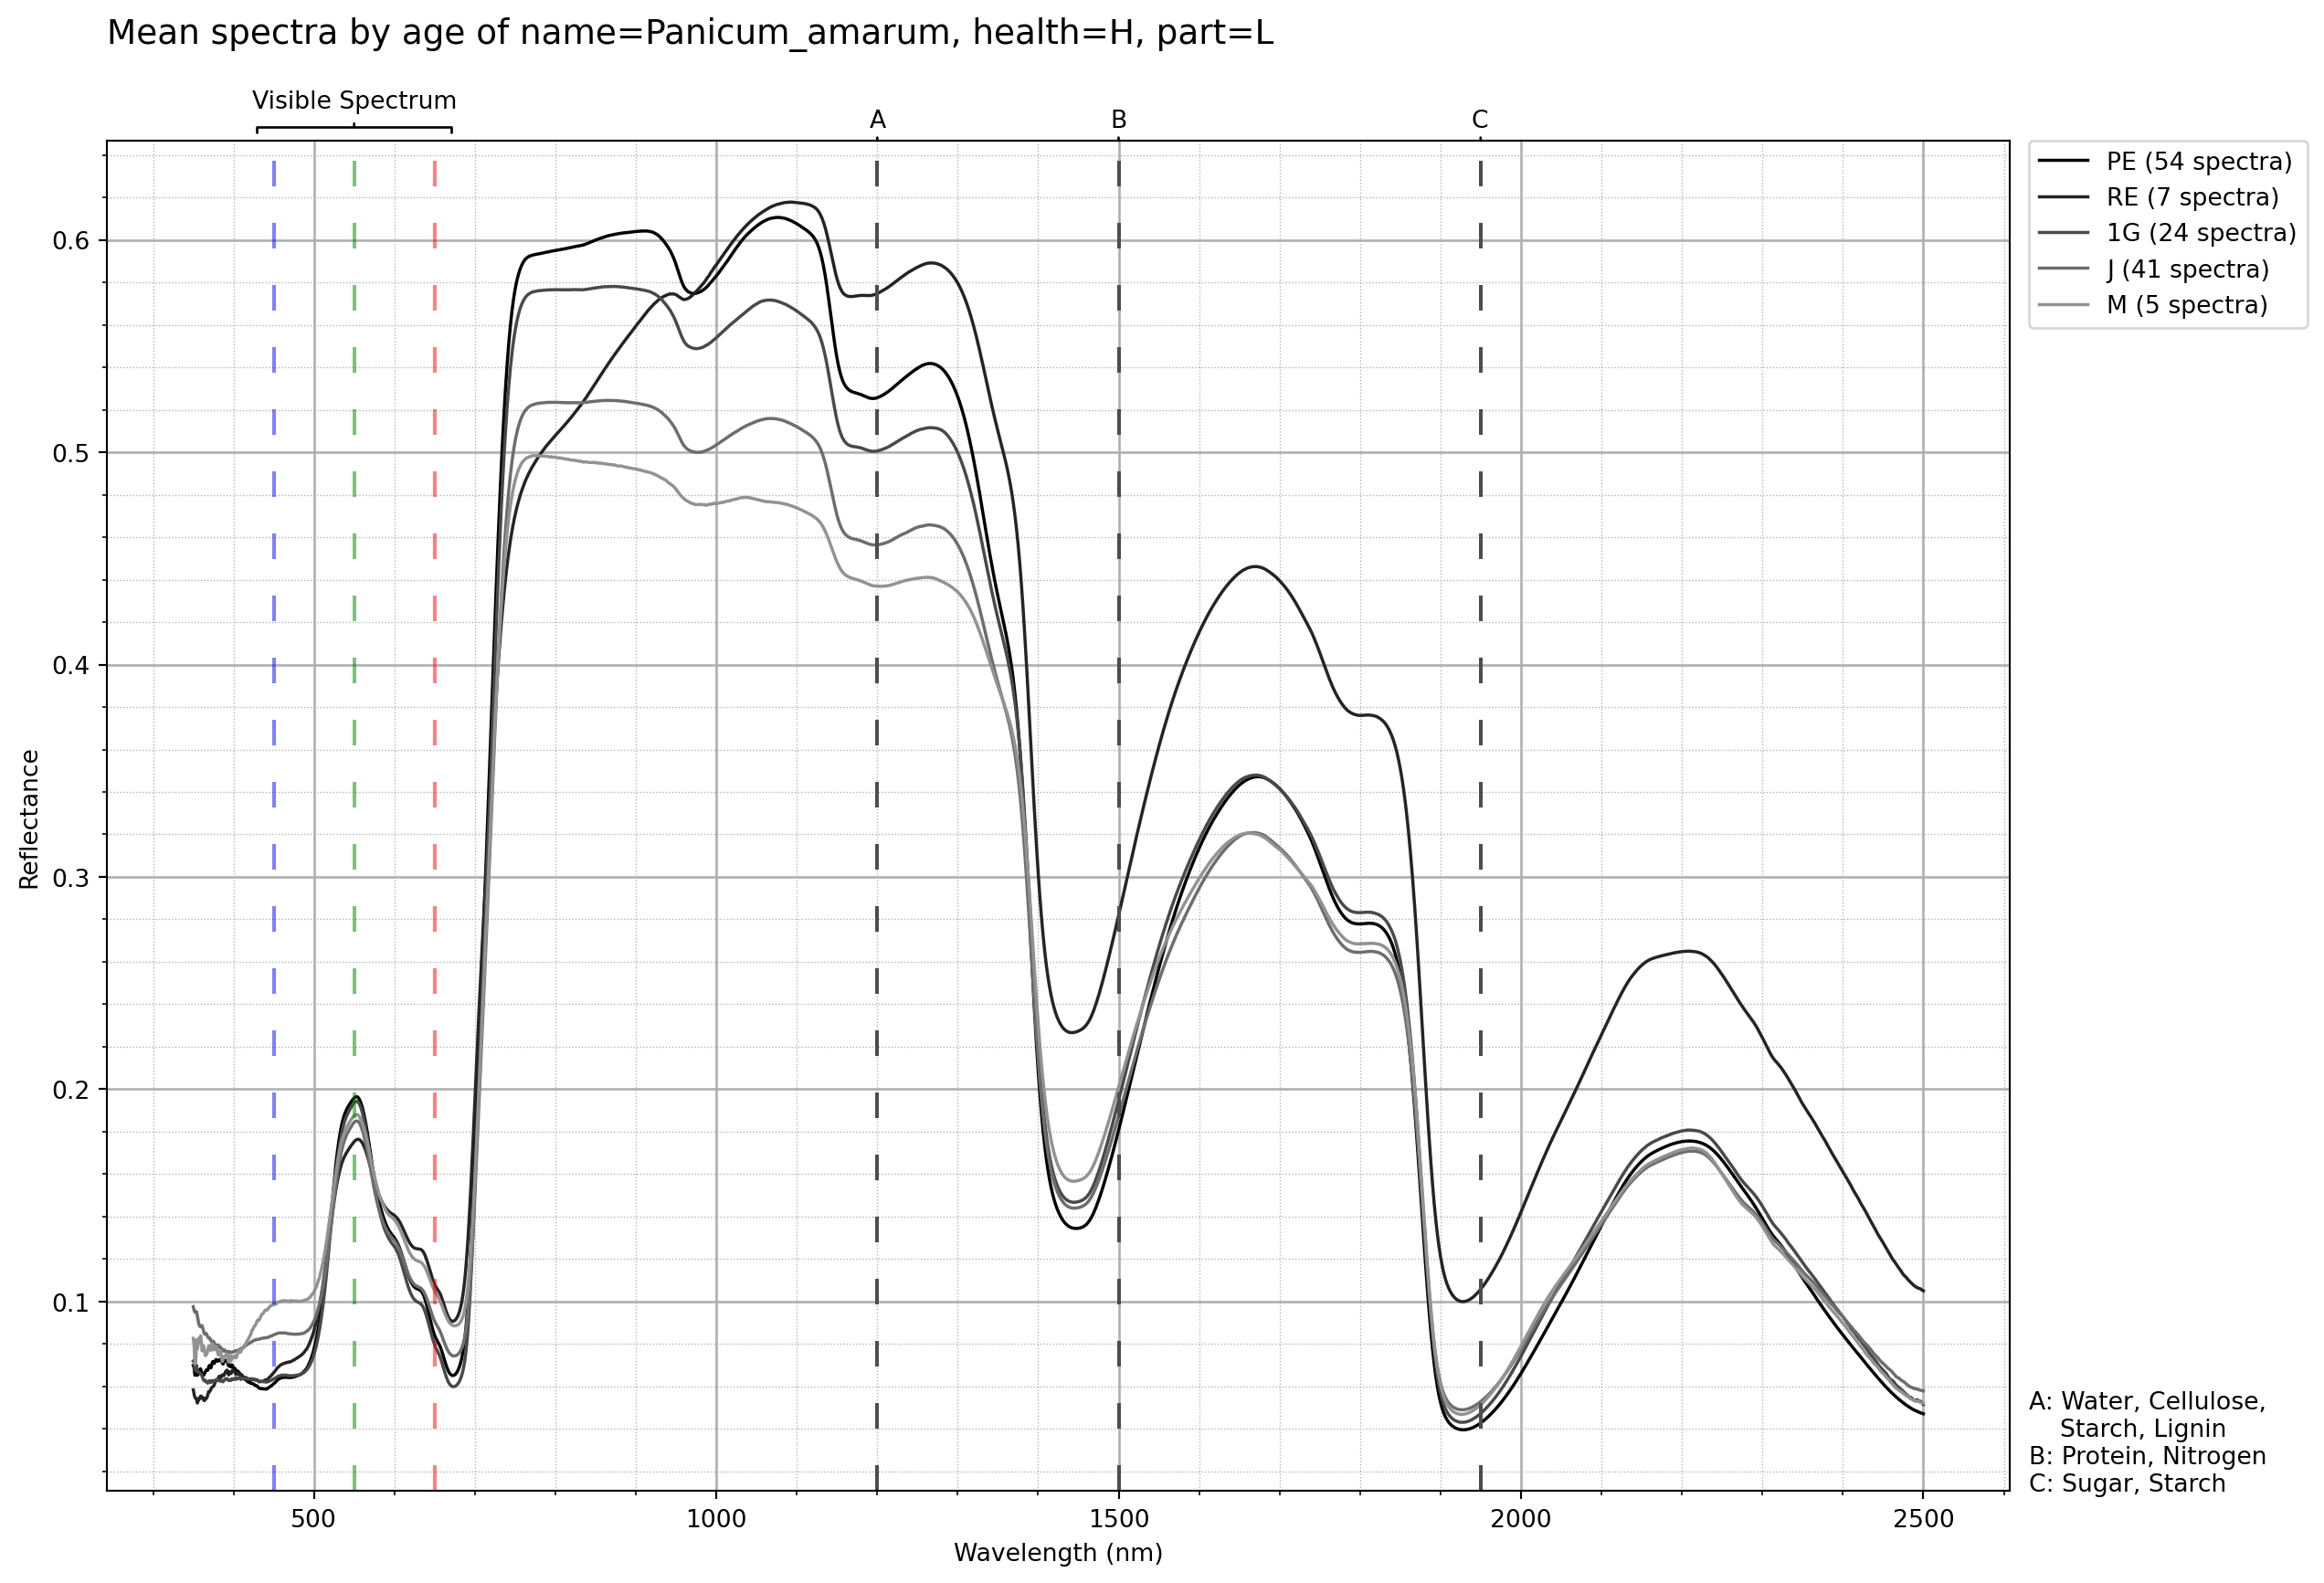 Mean spectra by age of name=Panicum_amarum, health=H, part=L
Visible Spectrum
A
B
C
PE (54 spectra)
RE (7 spectra)
1G (24 spectra)
J (41 spectra)
M (5 spectra)
0.6
0.5
0.4
0.3
0.2
0.1
Reflectance
500
1000
1500
2000
2500
Wavelength (nm)
A: Water, Cellulose,
Starch, Lignin
B: Protein, Nitrogen
C: Sugar, Starch